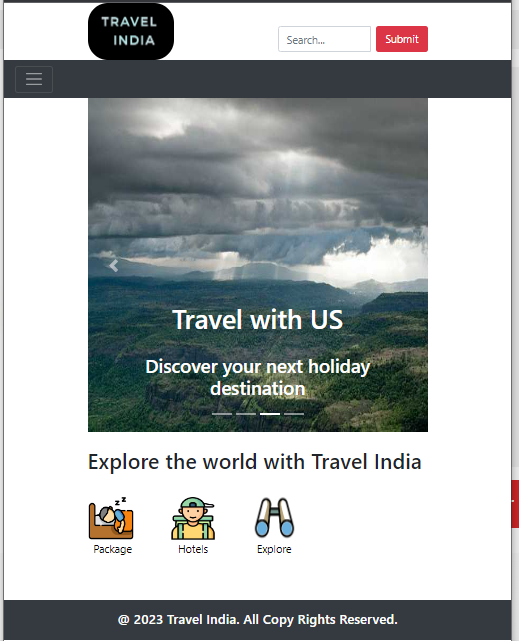 TRAVEL
INDIA
Search...
Submit
Travel with US
Discover your next holiday
destination
Explore the world with Travel India
z z
Package
Hotels
Explore
@ 2023 Travel India. All Copy Rights Reserved.